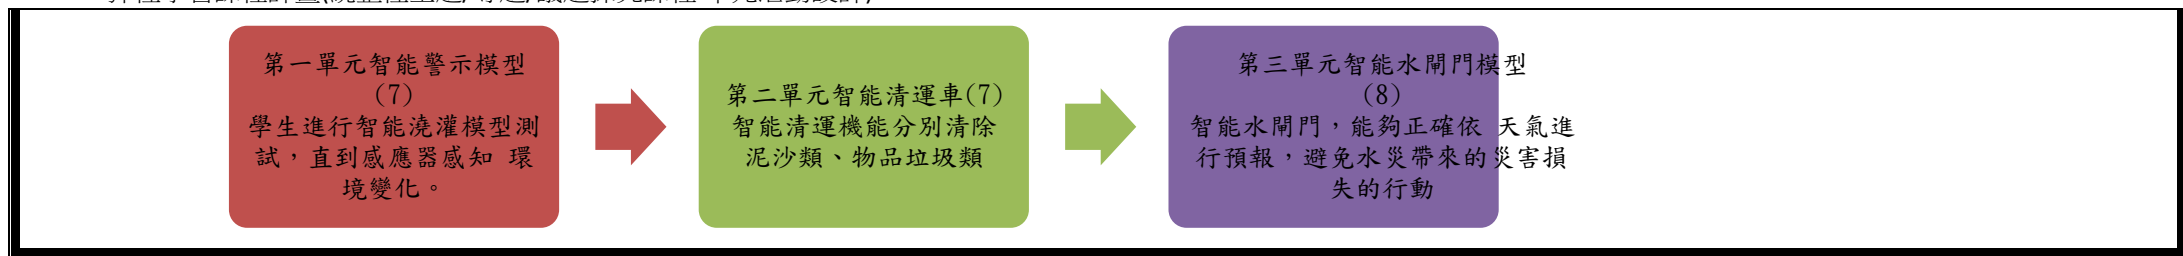 第一單元智能警示模型
(7)
學生進行智能澆灌模型測
試，直到感應器感知 環
境變化。
第二單元智能清運車(7)
智能清運機能分別清除
泥沙類、物品垃圾類
第三單元智能水閘門模型
(8)
智能水閘門，能夠正確依 天氣進
行預報，避免水災帶來的災害損
失的行動